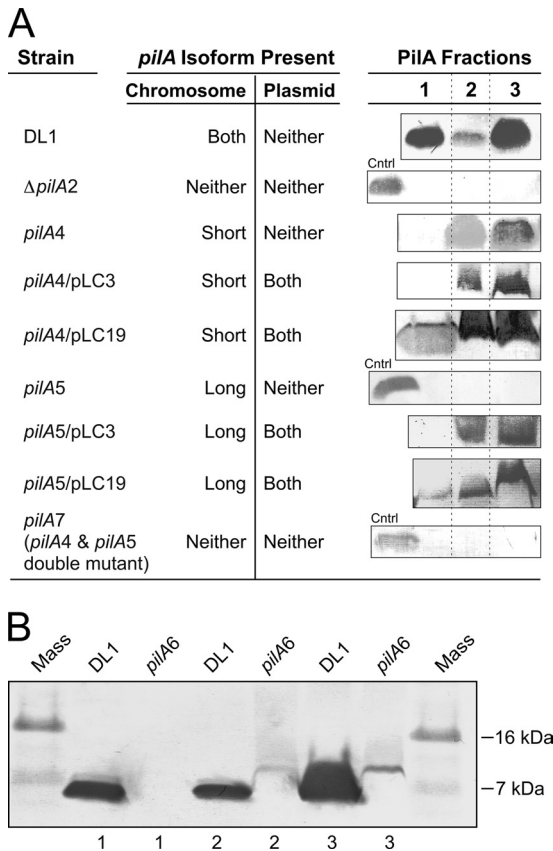 A
Strain pilA Isoform Present PilA Fractions
Chromosome Plasmid 1 2 3
DL1 Both Neither
Cntrl
ΔpilA2 Neither Neither
pilA4 Short Neither
pilA4/pLC3 Short Both
pilA4/pLC19 Short Both
Cntrl
pilA5 Long Neither
pilA5/pLC3 Long Both
pilA5/pLC19 Long Both
pilA7
Cntrl
(pilA4 & pilA5 Neither Neither
double mutant)
B
Mass DL1 pilA6 DL1 pilA6 DL1 pilA6 Mass
–16 kDa
–7 kDa
1 1 2 2 3 3